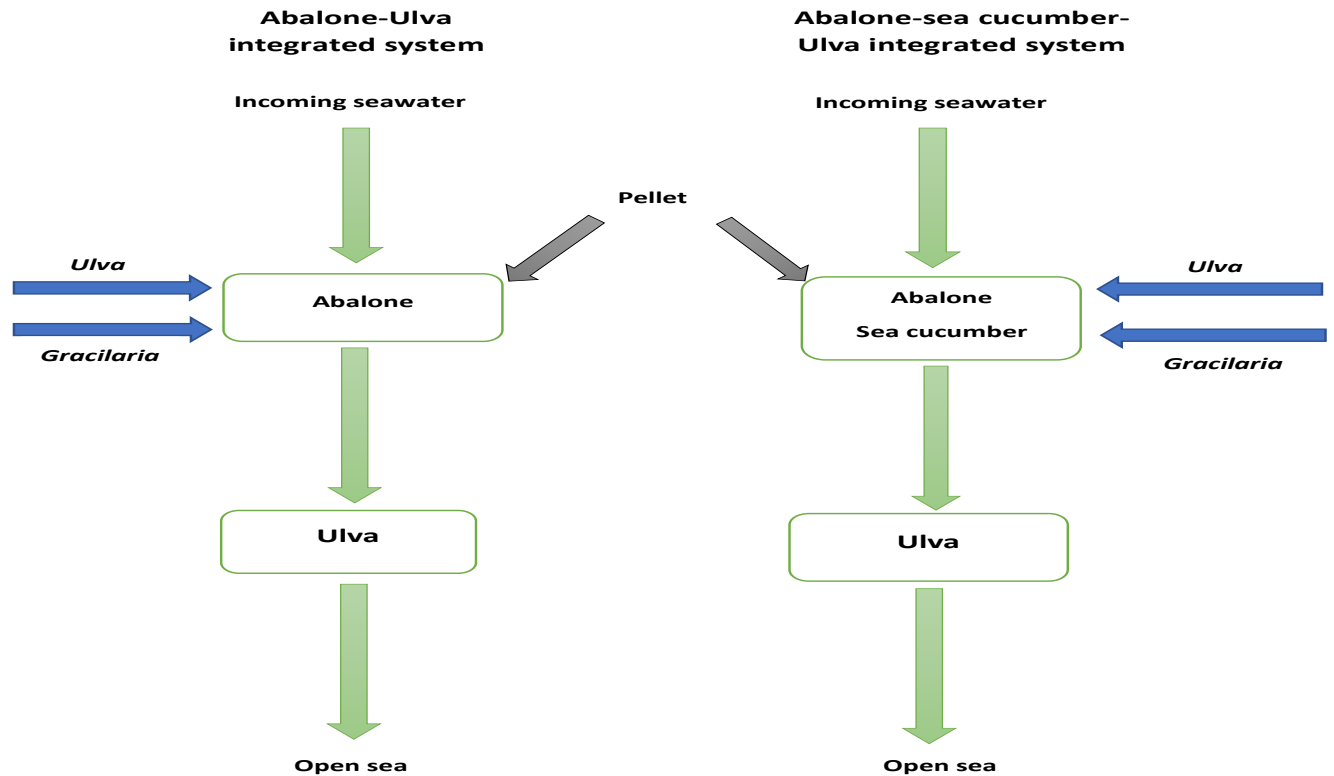 Abalone-Ulva
integrated system
Incoming seawater
Abalone-sea cucumber-
Ulva integrated system
Incoming seawater
Pellet
Ulva
Gracilaria
Abalone
Abalone
Sea cucumber
Ulva
Gracilaria
Ulva
Ulva
Open sea
Open sea